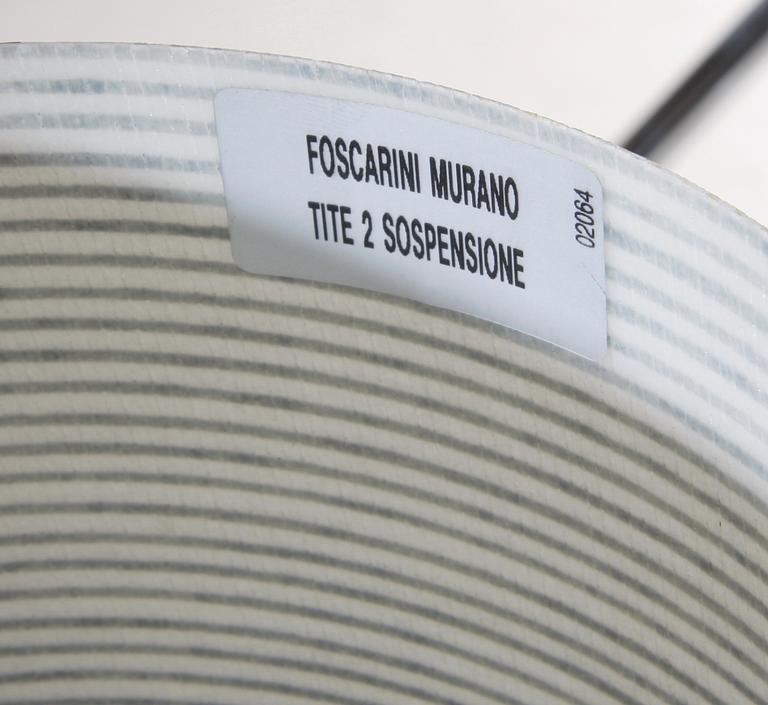 FOSCARINI MURANO
TITE 2 SOSPENSIONE
02064